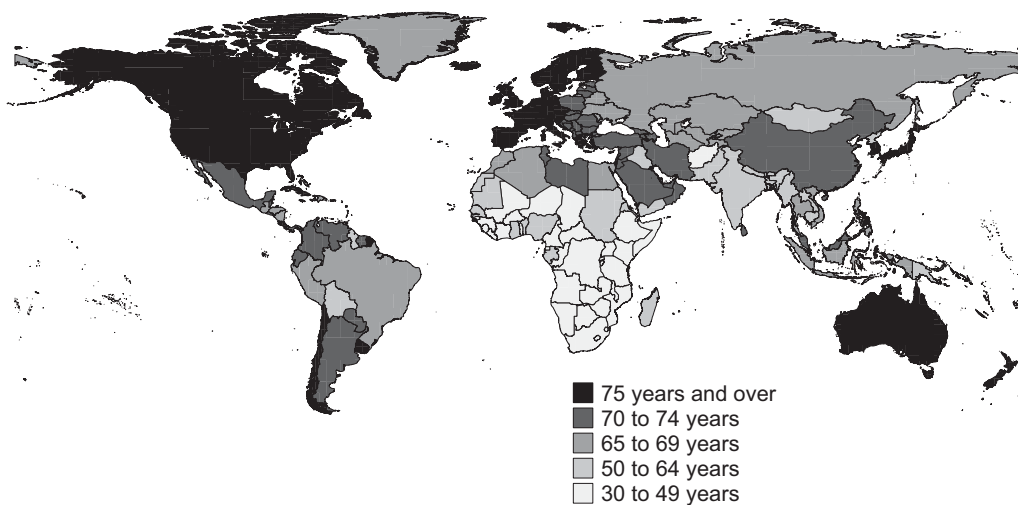 75 years and over
70 to 74 years
65 to 69 years
50 to 64 years
30 to 49 years